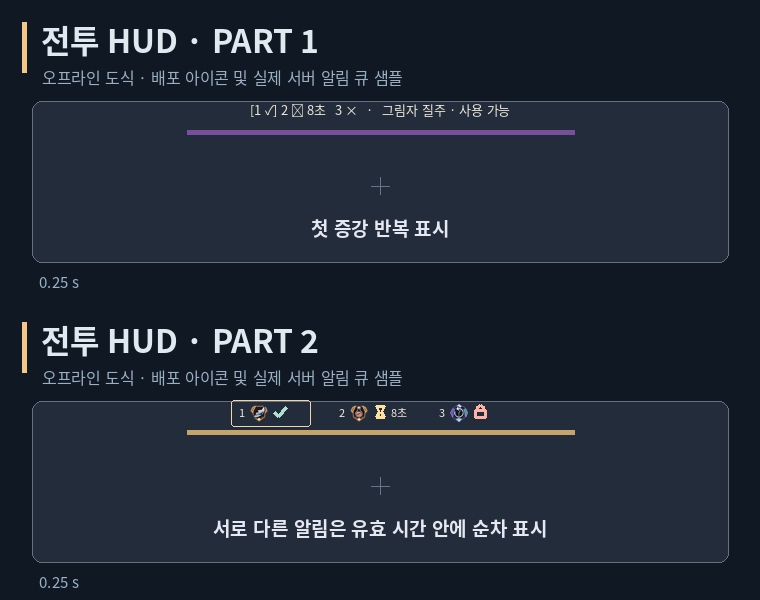 전투 HUD · PART 1
오프라인 도식 · 배포 아이콘 및 실제 서버 알림 큐 샘플
[1 ✓] 2 8초 3 × · 그림자 질주 · 사용 가능
첫 증강 반복 표시
0.25 s
전투 HUD · PART 2
오프라인 도식 · 배포 아이콘 및 실제 서버 알림 큐 샘플
1 2 8초 3
서로 다른 알림은 유효 시간 안에 순차 표시
0.25 s